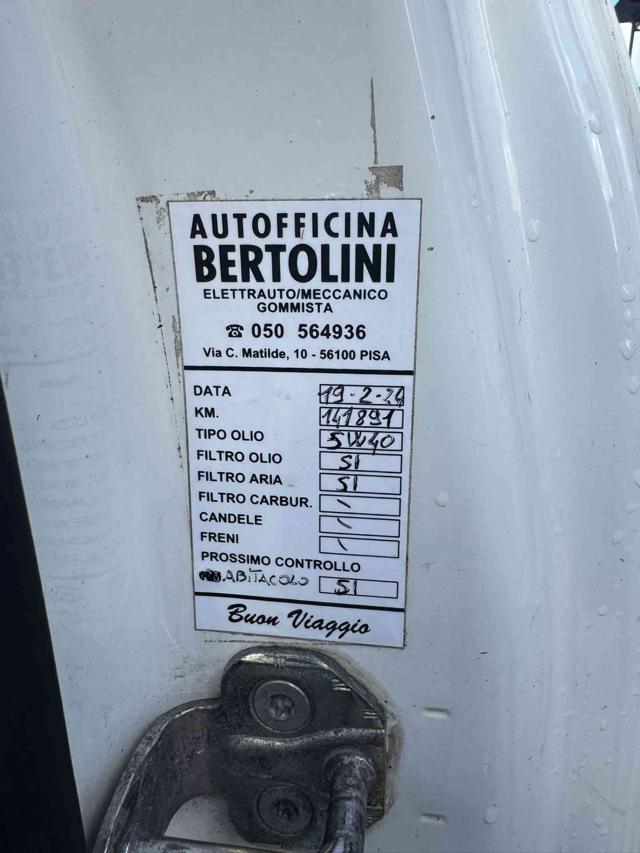 AUTOFFICINA
BERTOLINI
ELETTRAUTO/MECCANICO
GOMMISTA
☎ 050 564936
Via C. Matilde, 10 - 56100 PISA
DATA 19-2-24
KM. 141891
TIPO OLIO 5W40
FILTRO OLIO SI
FILTRO ARIA SI
FILTRO CARBUR. \
CANDELE \
FRENI \
PROSSIMO CONTROLLO
ABITACOLO SI
Buon Viaggio